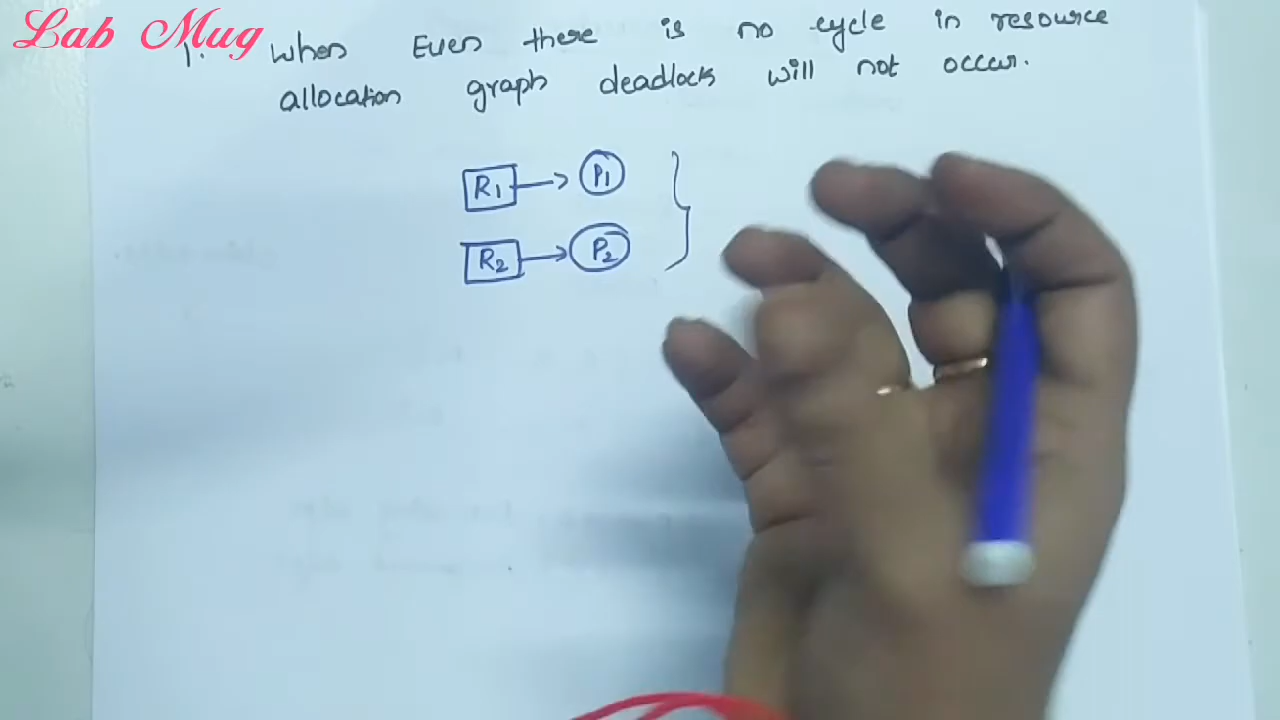 Lab Mug
1. when Even there is no cycle in resource
allocation graph deadlock will not occur.
R1 P1
R2 P2